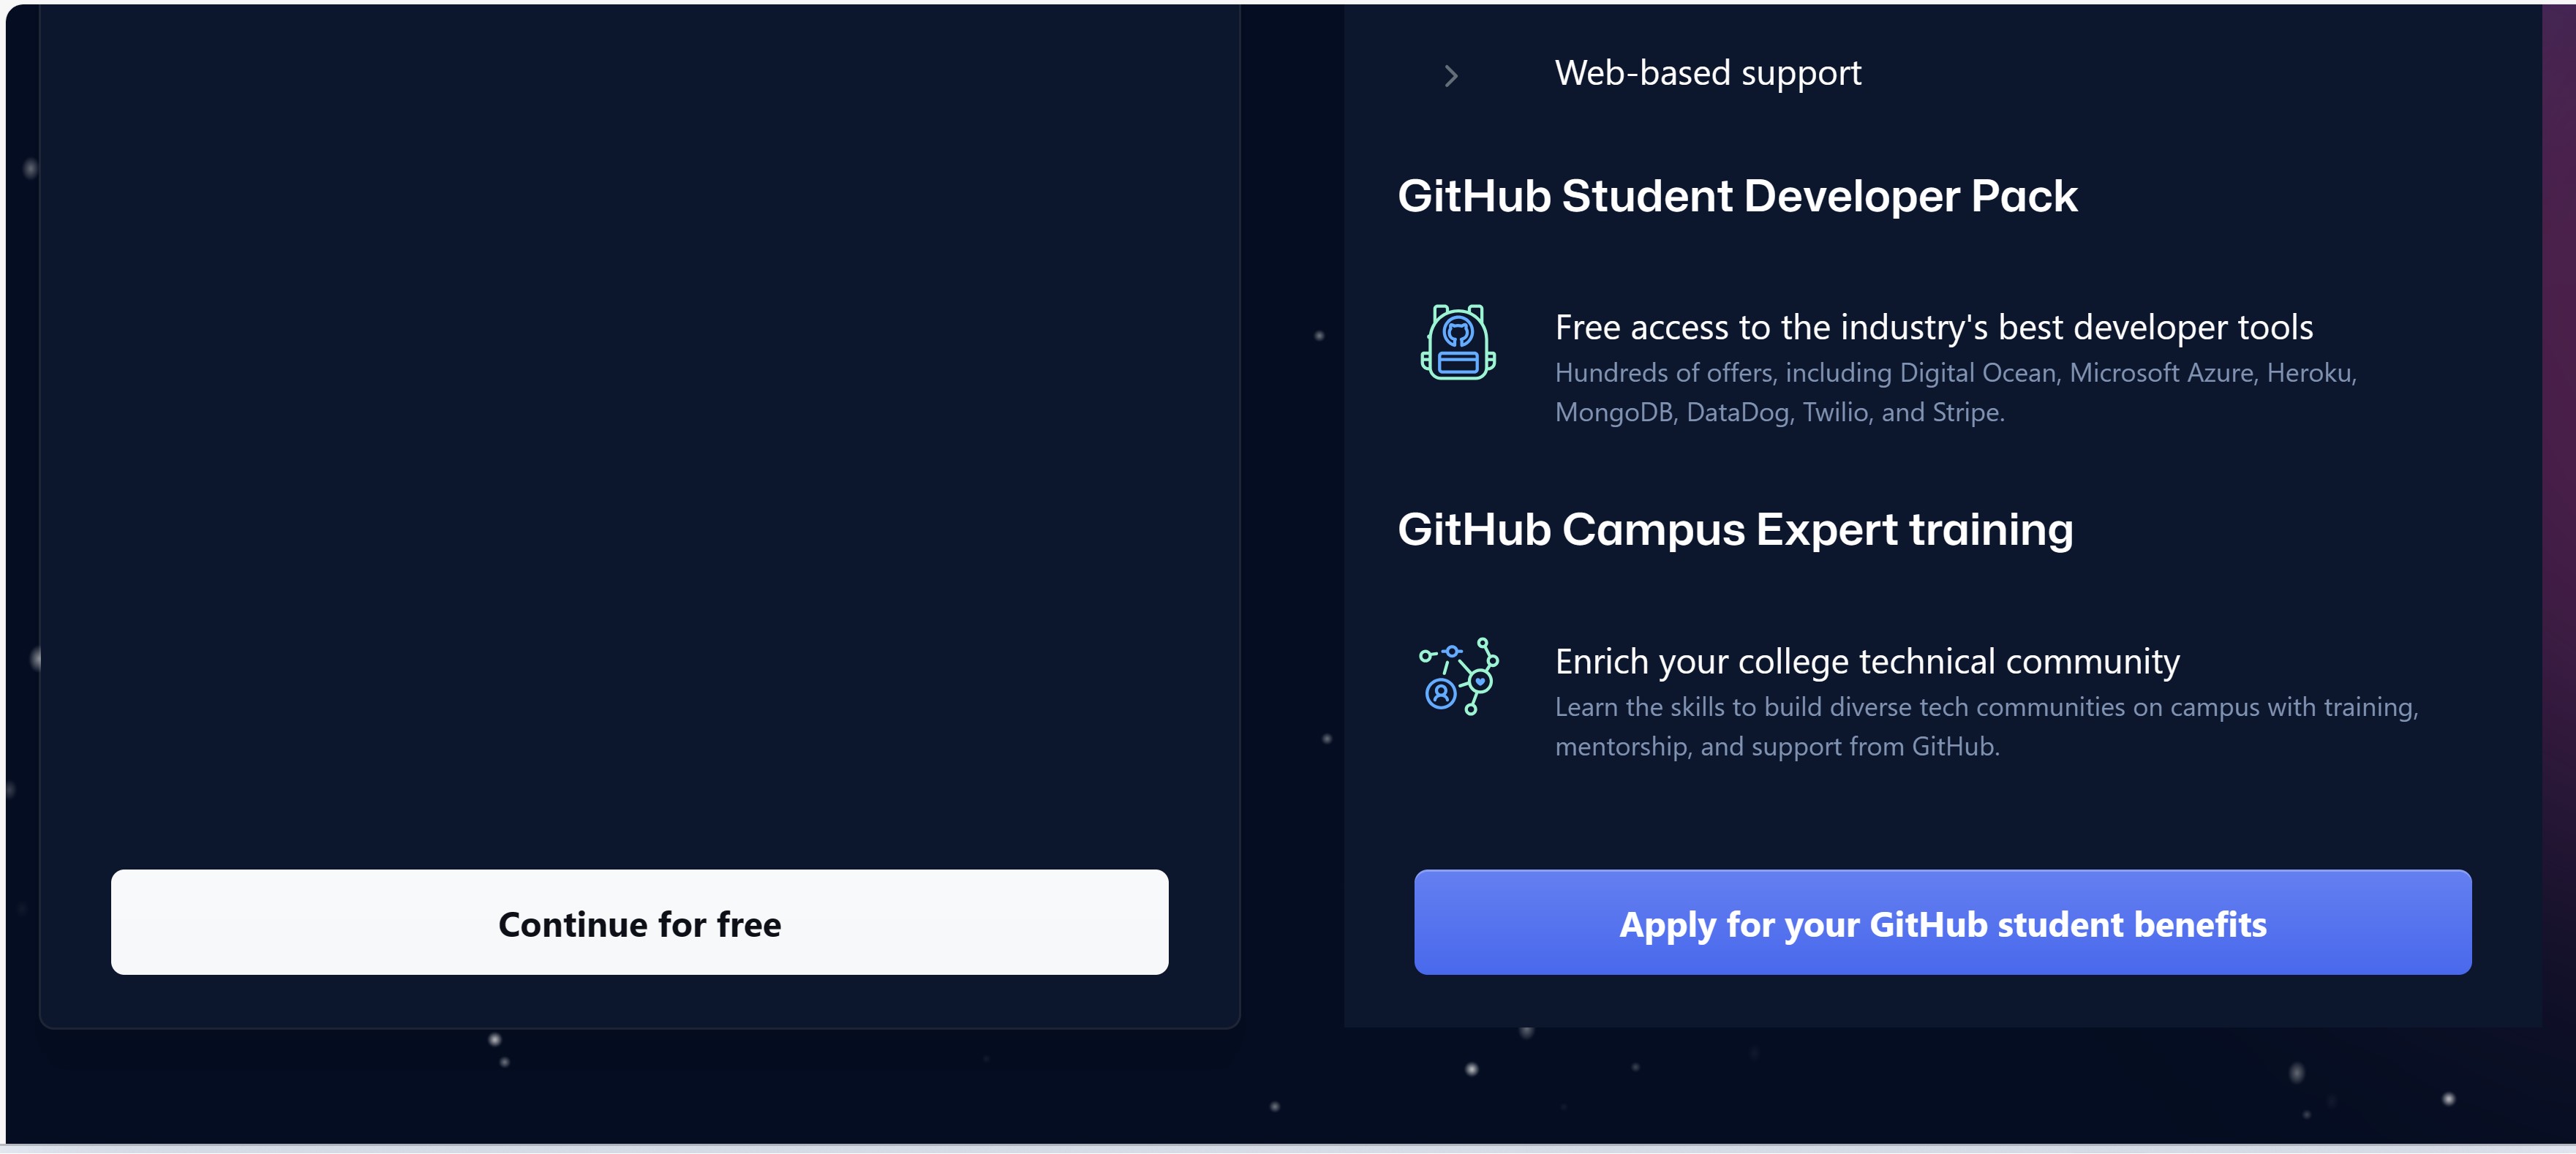 Web-based support
GitHub Student Developer Pack
Free access to the industry's best developer tools
Hundreds of offers, including Digital Ocean, Microsoft Azure, Heroku,
MongoDB, DataDog, Twilio, and Stripe.
GitHub Campus Expert training
Enrich your college technical community
Learn the skills to build diverse tech communities on campus with training,
mentorship, and support from GitHub.
Continue for free
Apply for your GitHub student benefits